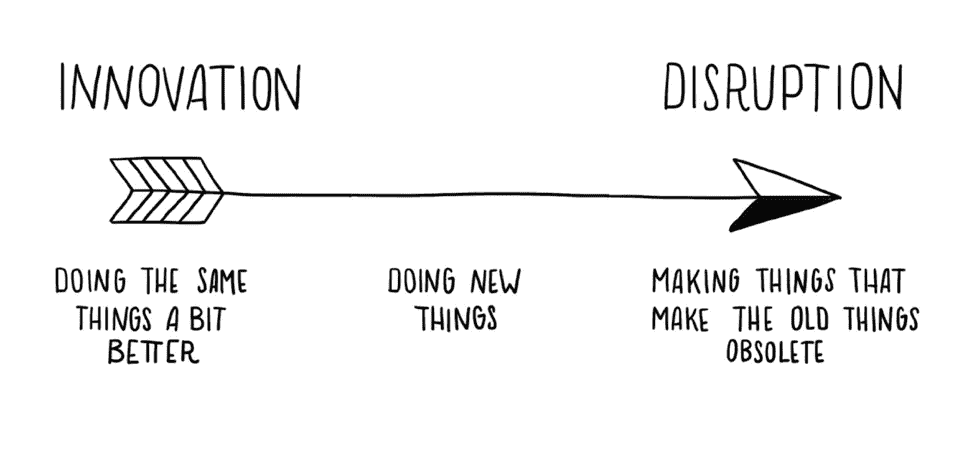 INNOVATION
DISRUPTION
DOING THE SAME
THINGS A BIT
BETTER
DOING NEW
THINGS
MAKING THINGS THAT
MAKE THE OLD THINGS
OBSOLETE